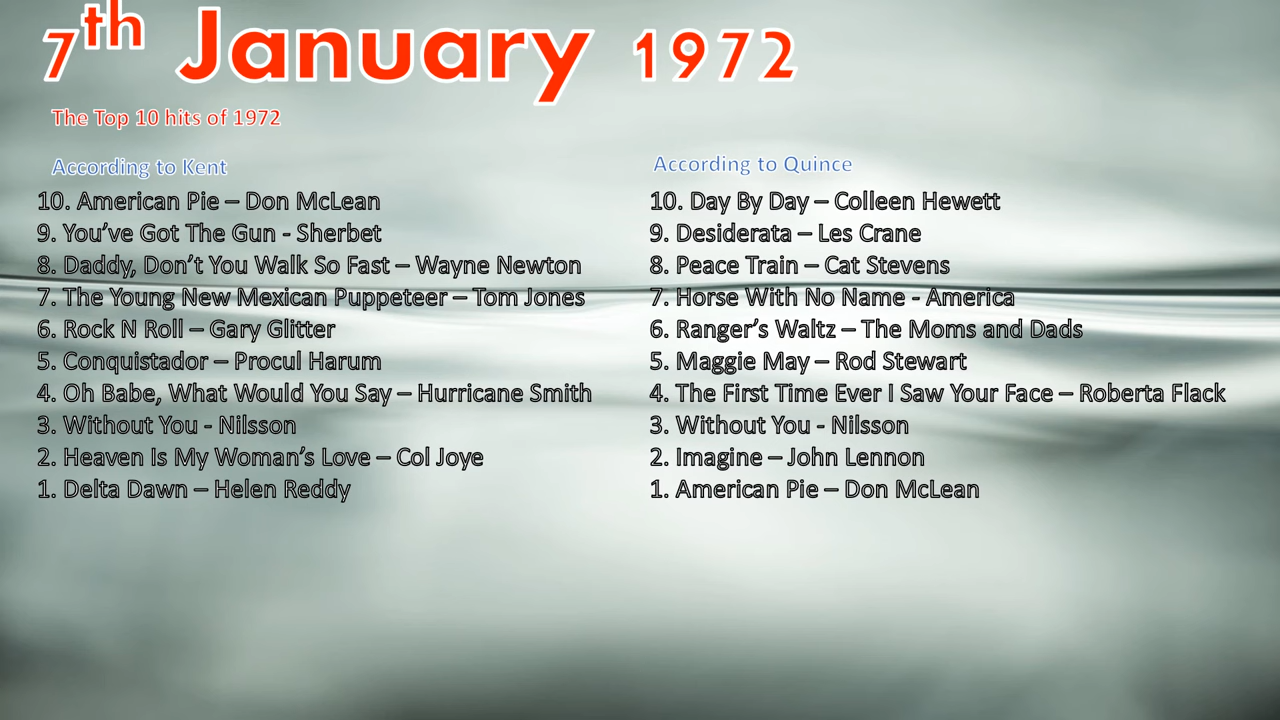 7th January 1972
The Top 10 hits of 1972
According to Kent
10. American Pie – Don McLean
9. You’ve Got The Gun - Sherbet
8. Daddy, Don’t You Walk So Fast – Wayne Newton
7. The Young New Mexican Puppeteer – Tom Jones
6. Rock N Roll – Gary Glitter
5. Conquistador – Procul Harum
4. Oh Babe, What Would You Say – Hurricane Smith
3. Without You - Nilsson
2. Heaven Is My Woman’s Love – Col Joye
1. Delta Dawn – Helen Reddy
According to Quince
10. Day By Day – Colleen Hewett
9. Desiderata – Les Crane
8. Peace Train – Cat Stevens
7. Horse With No Name - America
6. Ranger’s Waltz – The Moms and Dads
5. Maggie May – Rod Stewart
4. The First Time Ever I Saw Your Face – Roberta Flack
3. Without You - Nilsson
2. Imagine – John Lennon
1. American Pie – Don McLean